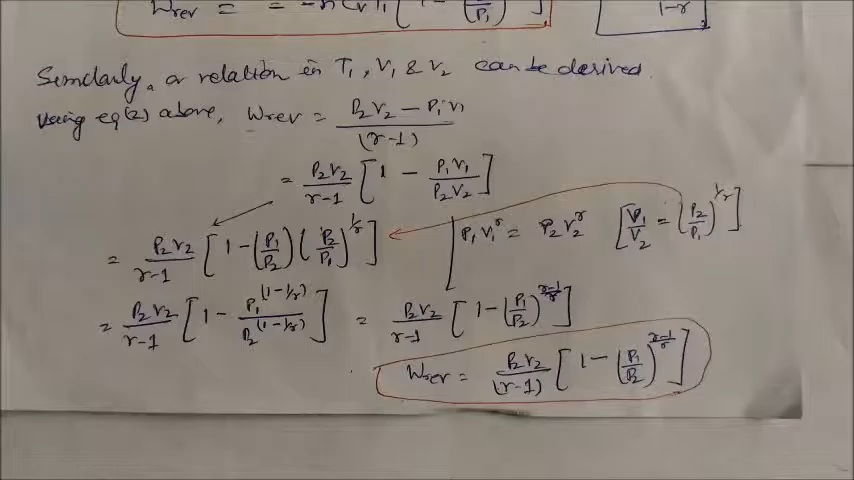 Wrev = = [1 - (/P₁) ] 1-r
Similarly, a relation in T₁, V₁ & V₂ can be derived.
Using eq(2) above, Wrev = P₂V₂ - P₁V₁ / (r-1)
= P₂V₂/r-1 [1 - P₁V₁/P₂V₂]
= P₂V₂/r-1 [1 - (P₁/P₂)(P₂/P₁)^1/r] | P₁V₁^r = P₂V₂^r [V₁/V₂ = (P₂/P₁)^1/r]
= P₂V₂/r-1 [1 - P₁^(1-1/r)/P₂^(1-1/r)] = P₂V₂/r-1 [1 - (P₁/P₂)^r-1/r]
Wrev = P₂V₂/(r-1) [1 - (P₁/P₂)^r-1/r]